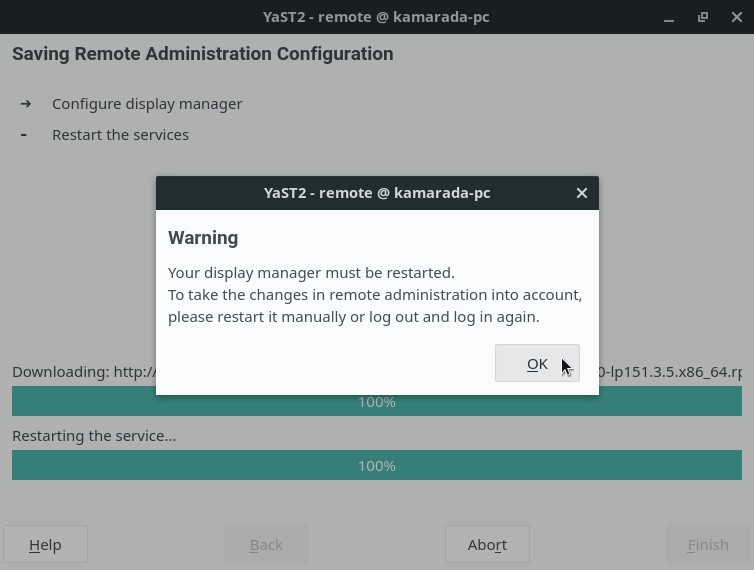 YaST2 - remote @ kamarada-pc
Saving Remote Administration Configuration
Configure display manager
Restart the services
YaST2 - remote @ kamarada-pc
Warning
Your display manager must be restarted.
To take the changes in remote administration into account,
please restart it manually or log out and log in again.
OK
Downloading: http:/ 0-lp151.3.5.x86_64.rp
100%
Restarting the service...
100%
Help Back Abort Finish